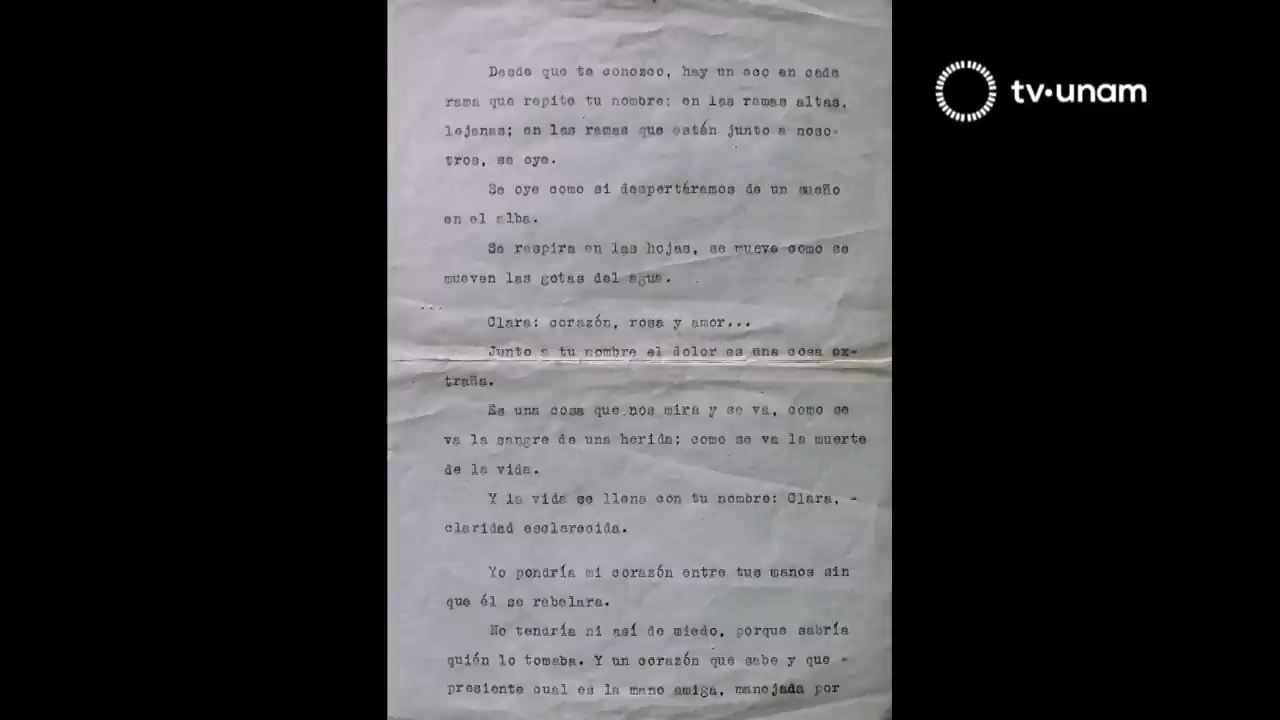 Desde que te conozco, hay un eco en cada
rama que repite tu nombre: en las ramas altas,
lejanas; en las ramas que están junto a noso-
tros, se oye.
Se oye como si despertáramos de un sueño
en el alba.
Se respira en las hojas, se mueve como se
mueven las gotas del agua.
Clara: corazón, rosa y amor...
Junto a tu nombre el dolor es una cosa ex-
traña.
Es una cosa que nos mira y se va, como se
va la sangre de una herida; como se va la muerte
de la vida.
Y la vida se llena con tu nombre: Clara, -
claridad esclarecida.
Yo pondría mi corazón entre tus manos sin
que él se rebelara.
No tendría ni así de miedo, porque sabría
quién lo tomaba. Y un corazón que sabe y que -
presiente cual es la mano amiga, manejada por
tv·unam